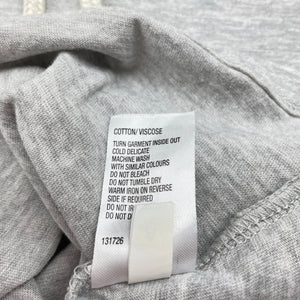 COTTON/ VISCOSE
TURN GARMENT INSIDE OUT
COLD DELICATE
MACHINE WASH
WITH SIMILAR COLOURS
DO NOT BLEACH
DO NOT TUMBLE DRY
WARM IRON ON REVERSE
SIDE IF REQUIRED
DO NOT
DO NOT
131726